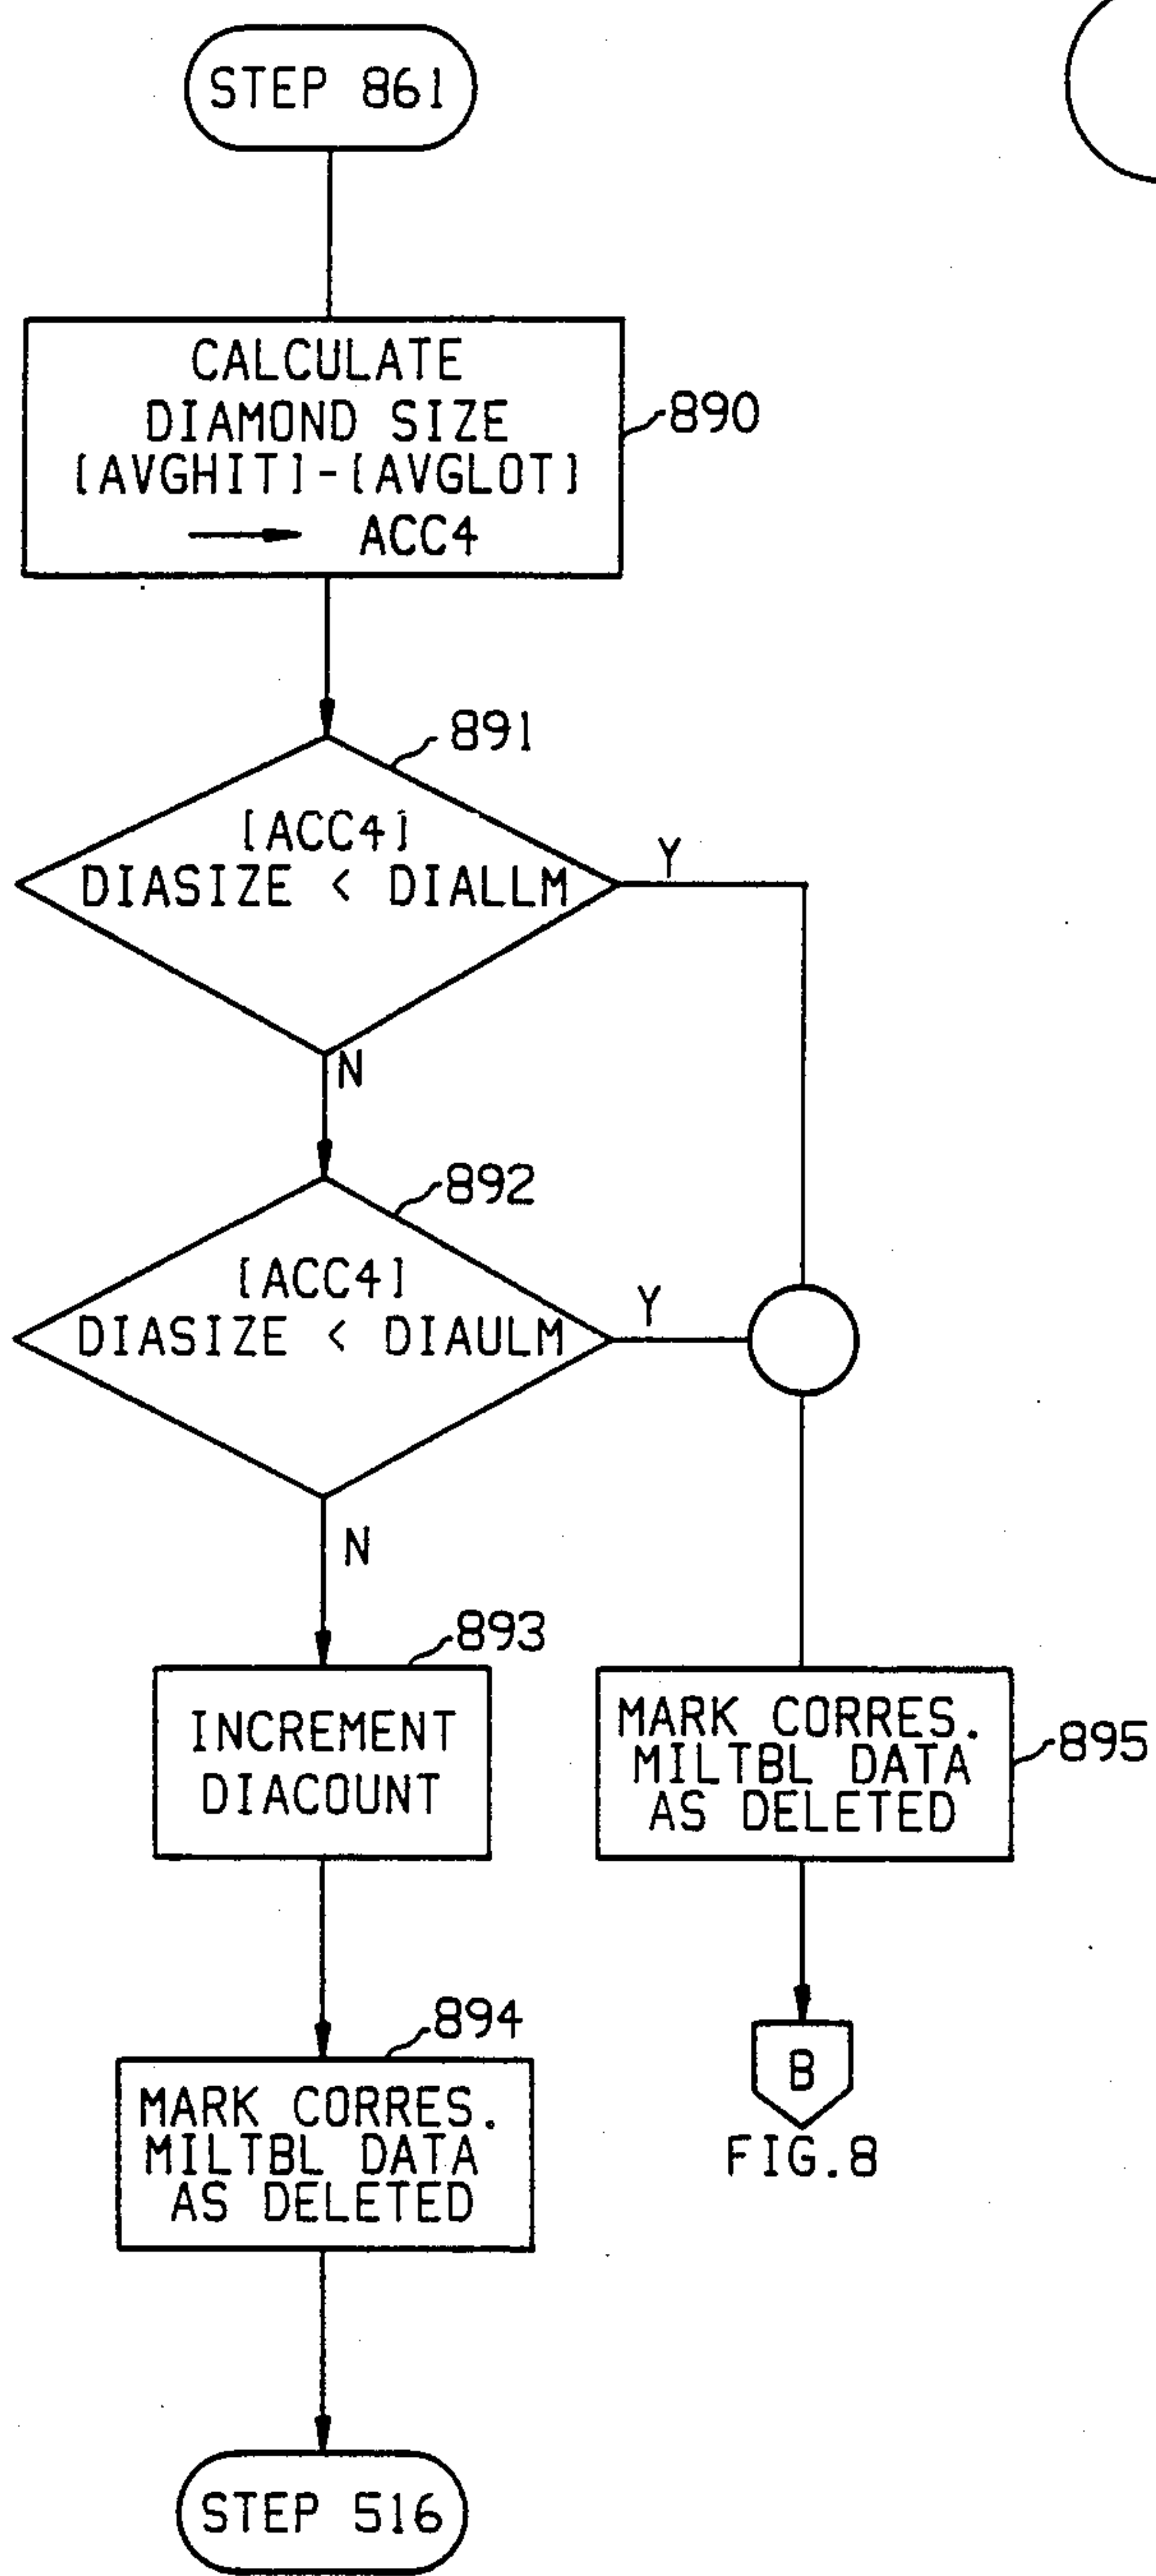 STEP 861
CALCULATE
DIAMOND SIZE
[AVGHIT]-[AVGLOT]
→ ACC4
890
891
[ACC4]
DIASIZE < DIALLM
Y
N
892
[ACC4]
DIASIZE < DIAULM
Y
N
893
INCREMENT
DIACOUNT
MARK CORRES.
MILTBL DATA
AS DELETED
895
894
MARK CORRES.
MILTBL DATA
AS DELETED
B
FIG.8
STEP 516